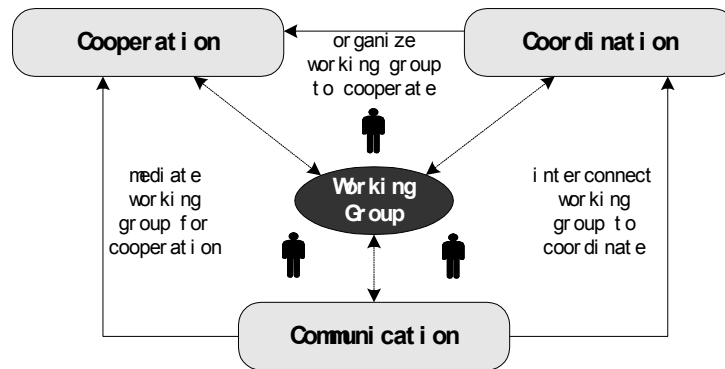 Cooperation
Coordination
organize
working group
to cooperate
mediate
working
group for
cooperation
Working
Group
interconnect
working
group to
coordinate
Communication